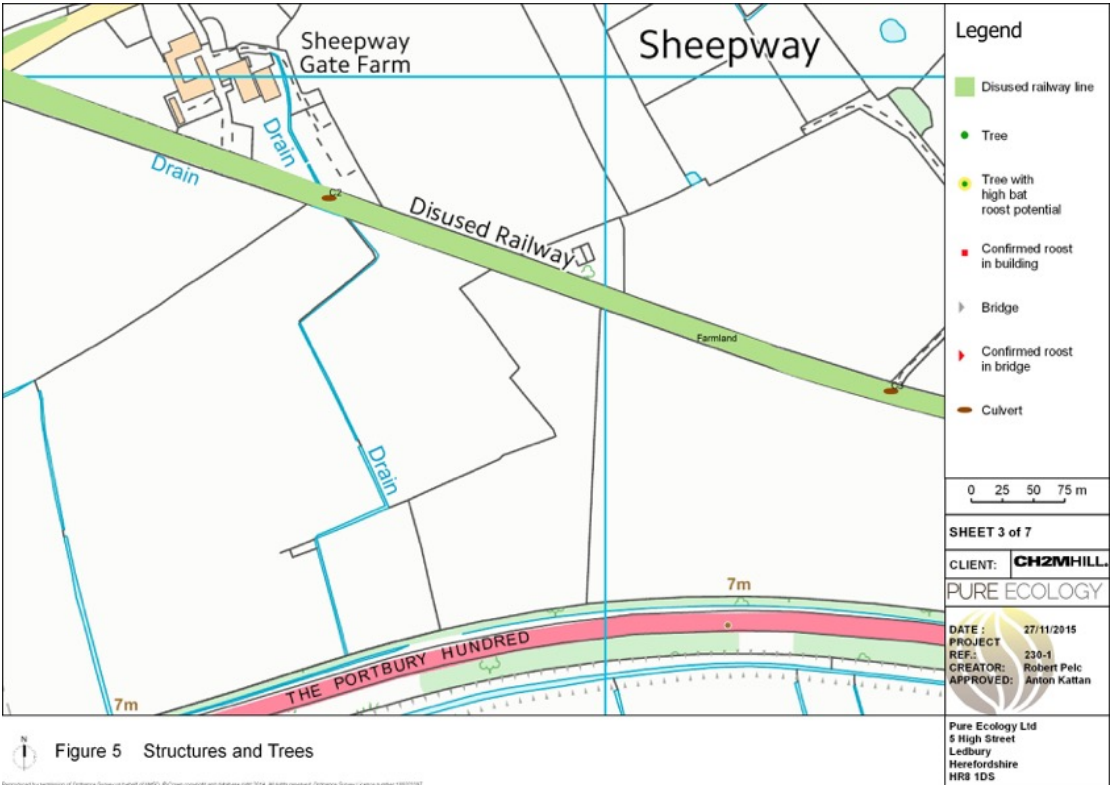 Sheepway
Gate Farm
Sheepway
Drain
Drain
C2
Disused Railway
Farmland
Drain
7m
THE PORTBURY HUNDRED
7m
Legend
Disused railway line
Tree
Tree with
high bat
roost potential
Confirmed roost
in building
Bridge
Confirmed roost
in bridge
Culvert
0 25 50 75 m
SHEET 3 of 7
CLIENT: CH2MHILL.
PURE ECOLOGY
DATE : 27/11/2015
PROJECT
REF.: 230-1
CREATOR: Robert Pelc
APPROVED: Anton Kattan
Pure Ecology Ltd
5 High Street
Ledbury
Herefordshire
HR8 1DS
N
Figure 5 Structures and Trees